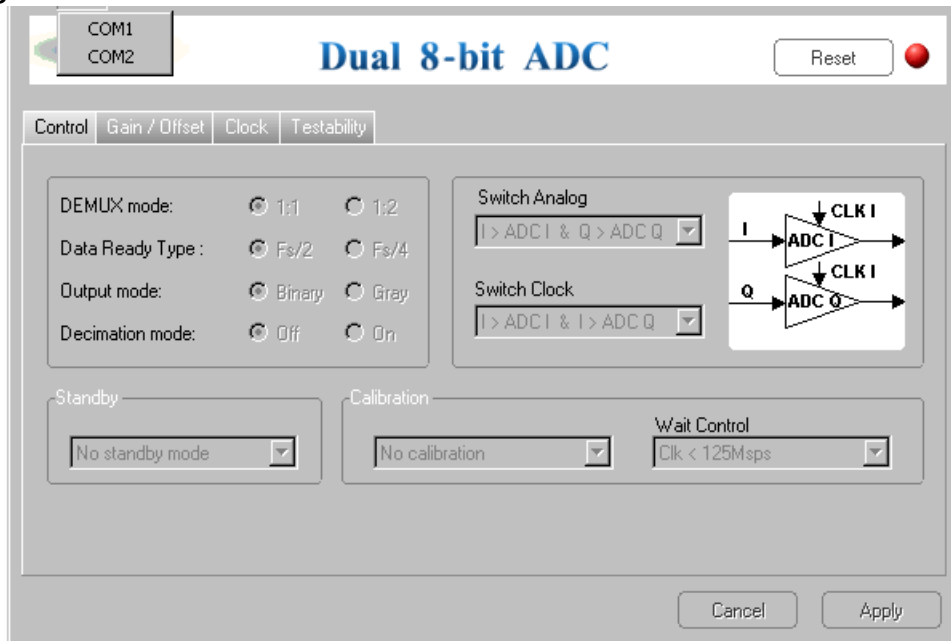 COM1
COM2
Dual 8-bit ADC
Reset
Control Gain / Offset Clock Testability
DEMUX mode: 1:1 1:2
Data Ready Type : Fs/2 Fs/4
Output mode: Binary Gray
Decimation mode: Off On
Switch Analog
I > ADC I & Q > ADC Q
Switch Clock
I > ADC I & I > ADC Q
CLK I
I
ADC I
CLK I
Q
ADC Q
Standby
No standby mode
Calibration
No calibration
Wait Control
Clk < 125Msps
Cancel Apply